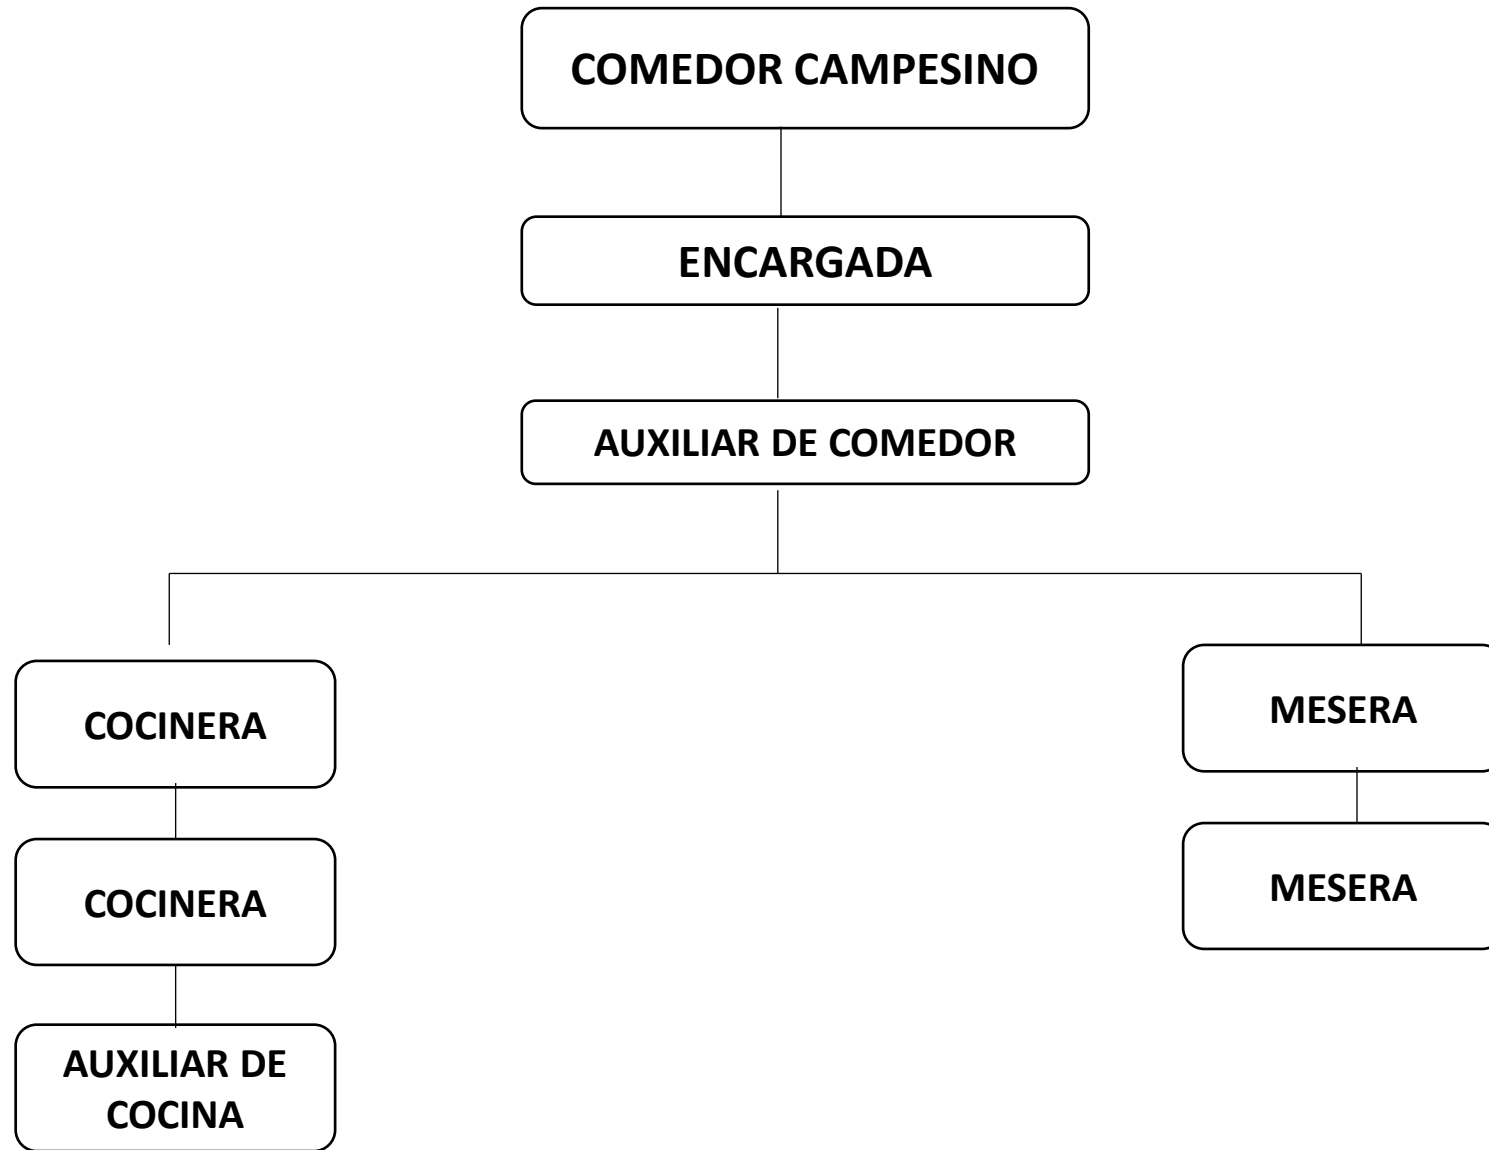 COMEDOR CAMPESINO
ENCARGADA
AUXILIAR DE COMEDOR
COCINERA
MESERA
COCINERA
MESERA
AUXILIAR DE
COCINA